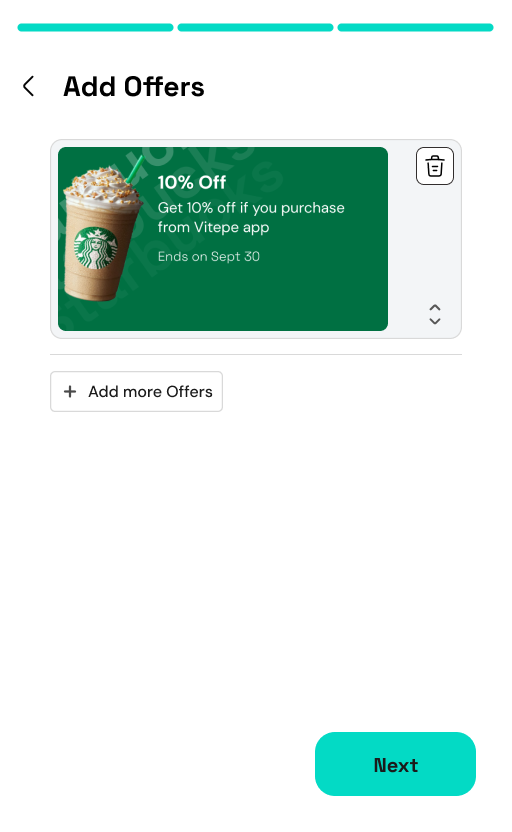 Add Offers
10% Off
Get 10% off if you purchase
from Vitepe app
Ends on Sept 30
Starbucks
+ Add more Offers
Next